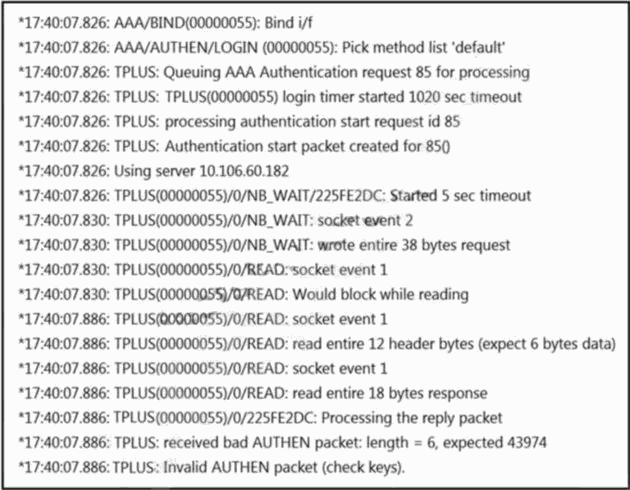 *17:40:07.826: AAA/BIND(00000055): Bind i/f
*17:40:07.826: AAA/AUTHEN/LOGIN (00000055): Pick method list 'default'
*17:40:07.826: TPLUS: Queuing AAA Authentication request 85 for processing
*17:40:07.826: TPLUS: TPLUS(00000055) login timer started 1020 sec timeout
*17:40:07.826: TPLUS: processing authentication start request id 85
*17:40:07.826: TPLUS: Authentication start packet created for 85()
*17:40:07.826: Using server 10.106.60.182
*17:40:07.826: TPLUS(00000055)/0/NB_WAIT/225FE2DC: Started 5 sec timeout
*17:40:07.830: TPLUS(00000055)/0/NB_WAIT: socket event 2
*17:40:07.830: TPLUS(00000055)/0/NB_WAIT: wrote entire 38 bytes request
*17:40:07.830: TPLUS(00000055)/0/READ: socket event 1
*17:40:07.830: TPLUS(00000055)/0/READ: Would block while reading
*17:40:07.886: TPLUS(00000055)/0/READ: socket event 1
*17:40:07.886: TPLUS(00000055)/0/READ: read entire 12 header bytes (expect 6 bytes data)
*17:40:07.886: TPLUS(00000055)/0/READ: socket event 1
*17:40:07.886: TPLUS(00000055)/0/READ: read entire 18 bytes response
*17:40:07.886: TPLUS(00000055)/0/225FE2DC: Processing the reply packet
*17:40:07.886: TPLUS: received bad AUTHEN packet: length = 6, expected 43974
*17:40:07.886: TPLUS: Invalid AUTHEN packet (check keys).